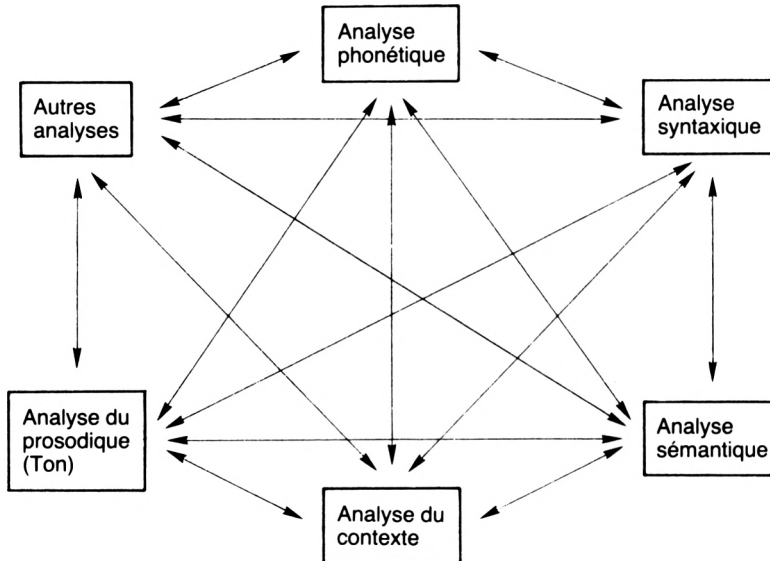 Analyse
phonétique
Autres
analyses
Analyse
syntaxique
Analyse du
prosodique
(Ton)
Analyse
sémantique
Analyse du
contexte